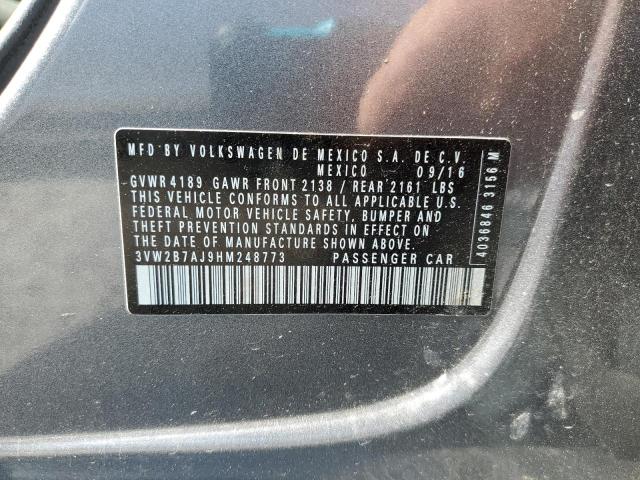 MFD BY VOLKSWAGEN DE MEXICO S.A. DE C.V.
MEXICO 09/16
GVWR 4189 GAWR FRONT 2138 / REAR 2161 LBS
THIS VEHICLE CONFORMS TO ALL APPLICABLE U.S.
FEDERAL MOTOR VEHICLE SAFETY, BUMPER AND
THEFT PREVENTION STANDARDS IN EFFECT ON
THE DATE OF MANUFACTURE SHOWN ABOVE.
3VW2B7AJ9HM248773 PASSENGER CAR
4036846 3156 M